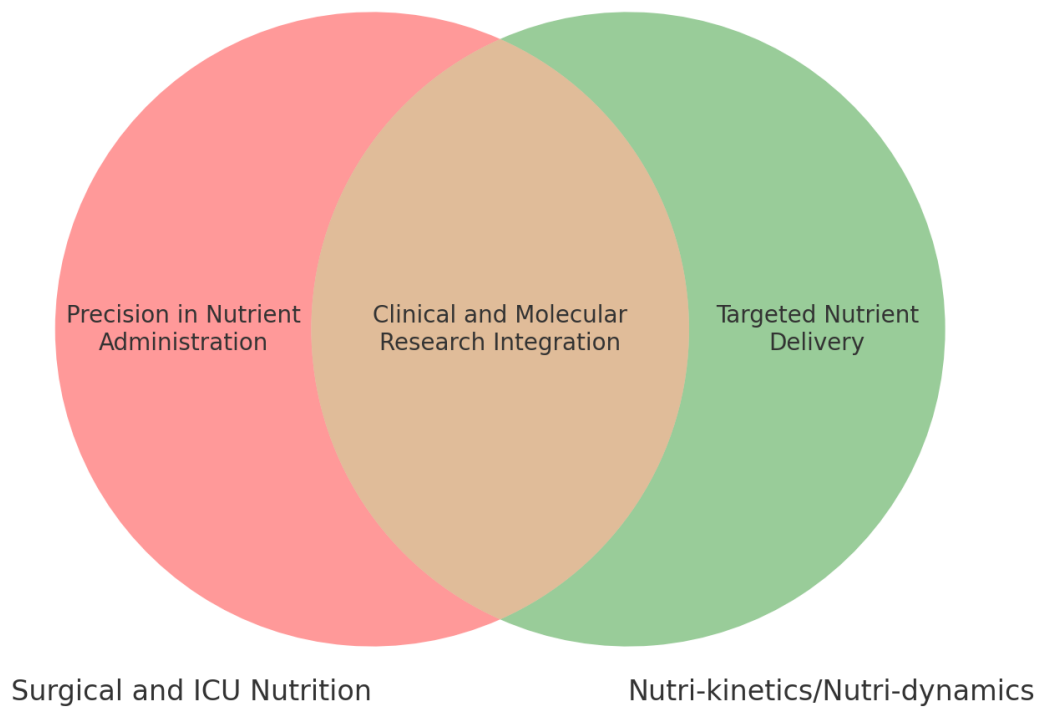 Precision in Nutrient
Administration
Clinical and Molecular
Research Integration
Targeted Nutrient
Delivery
Surgical and ICU Nutrition
Nutri-kinetics/Nutri-dynamics